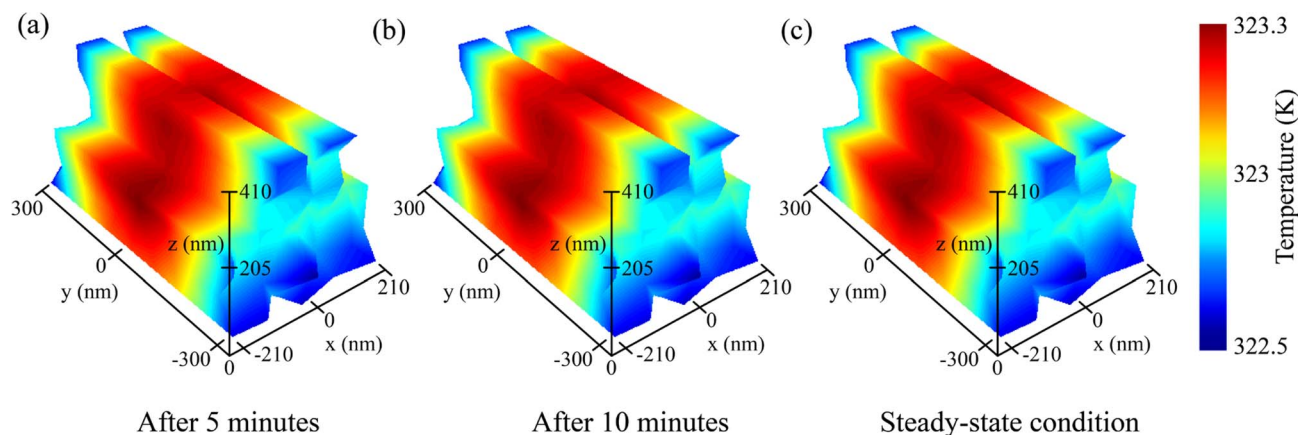 (a)
410
z (nm)
205
300
0
y (nm)
-300
0
-210
0
x (nm)
210
After 5 minutes
(b)
410
z (nm)
205
300
0
y (nm)
-300
0
-210
0
x (nm)
210
After 10 minutes
(c)
410
z (nm)
205
300
0
y (nm)
-300
0
-210
0
x (nm)
210
Steady-state condition
323.3
323
322.5
Temperature (K)